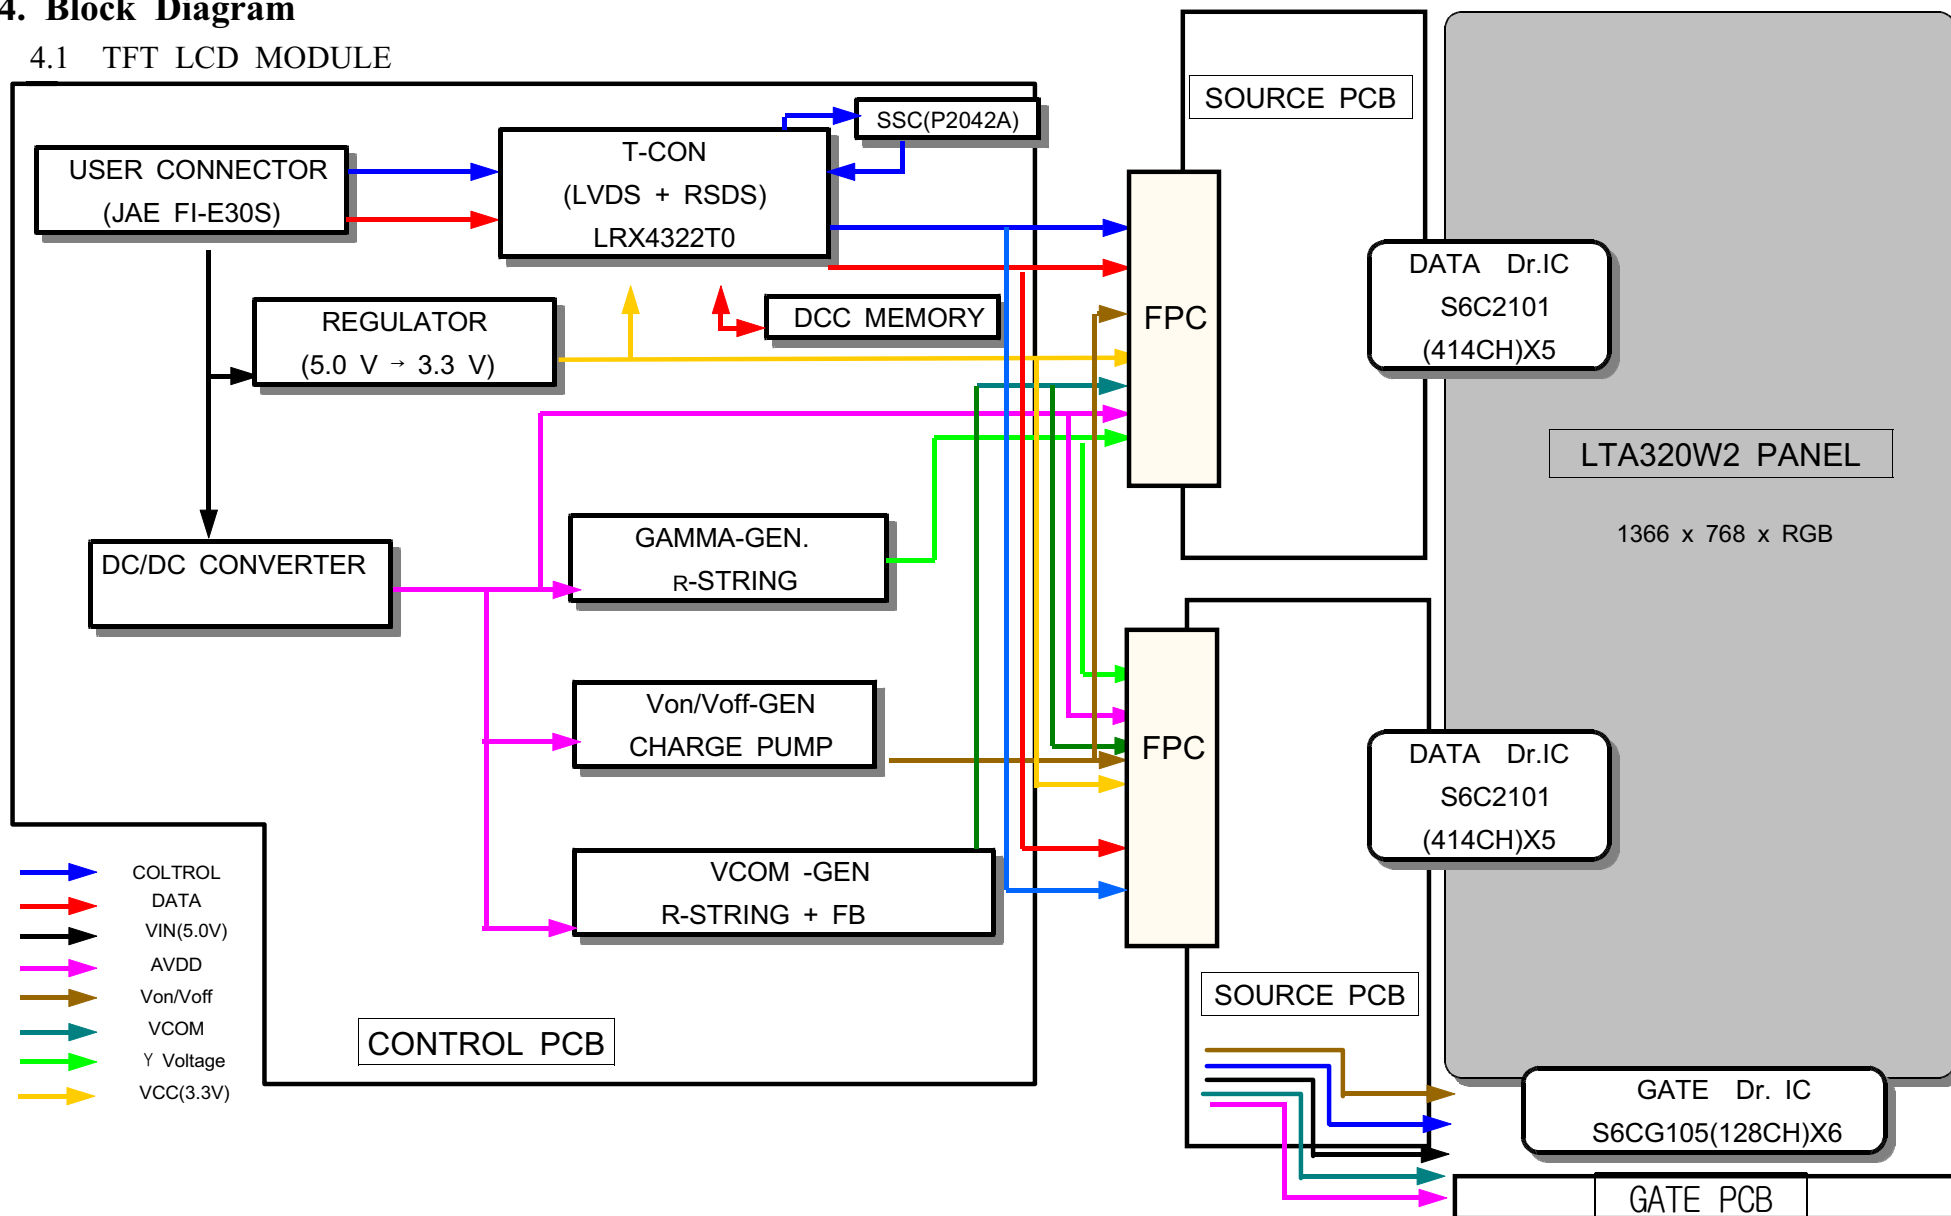 4. Block Diagram
4.1 TFT LCD MODULE
USER CONNECTOR
(JAE FI-E30S)
T-CON
(LVDS + RSDS)
LRX4322T0
SSC(P2042A)
REGULATOR
(5.0 V → 3.3 V)
DCC MEMORY
DC/DC CONVERTER
GAMMA-GEN.
R-STRING
Von/Voff-GEN
CHARGE PUMP
VCOM -GEN
R-STRING + FB
CONTROL PCB
COLTROL
DATA
VIN(5.0V)
AVDD
Von/Voff
VCOM
Υ Voltage
VCC(3.3V)
SOURCE PCB
FPC
DATA Dr.IC
S6C2101
(414CH)X5
LTA320W2 PANEL
1366 x 768 x RGB
FPC
DATA Dr.IC
S6C2101
(414CH)X5
SOURCE PCB
GATE Dr. IC
S6CG105(128CH)X6
GATE PCB